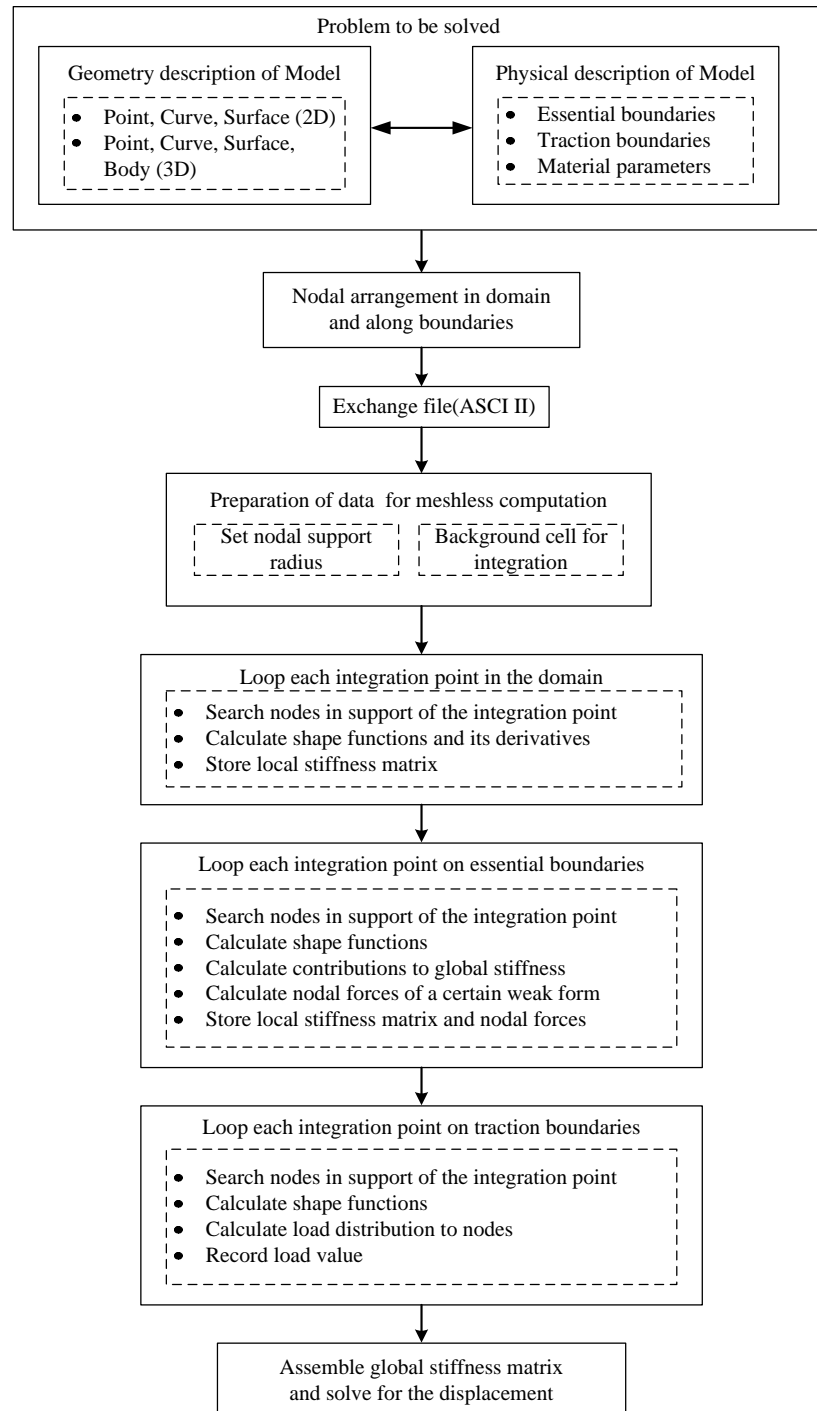 Problem to be solved
Geometry description of Model
• Point, Curve, Surface (2D)
• Point, Curve, Surface,
Body (3D)
Physical description of Model
• Essential boundaries
• Traction boundaries
• Material parameters
Nodal arrangement in domain
and along boundaries
Exchange file(ASCI II)
Preparation of data for meshless computation
Set nodal support
radius
Background cell for
integration
Loop each integration point in the domain
• Search nodes in support of the integration point
• Calculate shape functions and its derivatives
• Store local stiffness matrix
Loop each integration point on essential boundaries
• Search nodes in support of the integration point
• Calculate shape functions
• Calculate contributions to global stiffness
• Calculate nodal forces of a certain weak form
• Store local stiffness matrix and nodal forces
Loop each integration point on traction boundaries
• Search nodes in support of the integration point
• Calculate shape functions
• Calculate load distribution to nodes
• Record load value
Assemble global stiffness matrix
and solve for the displacement